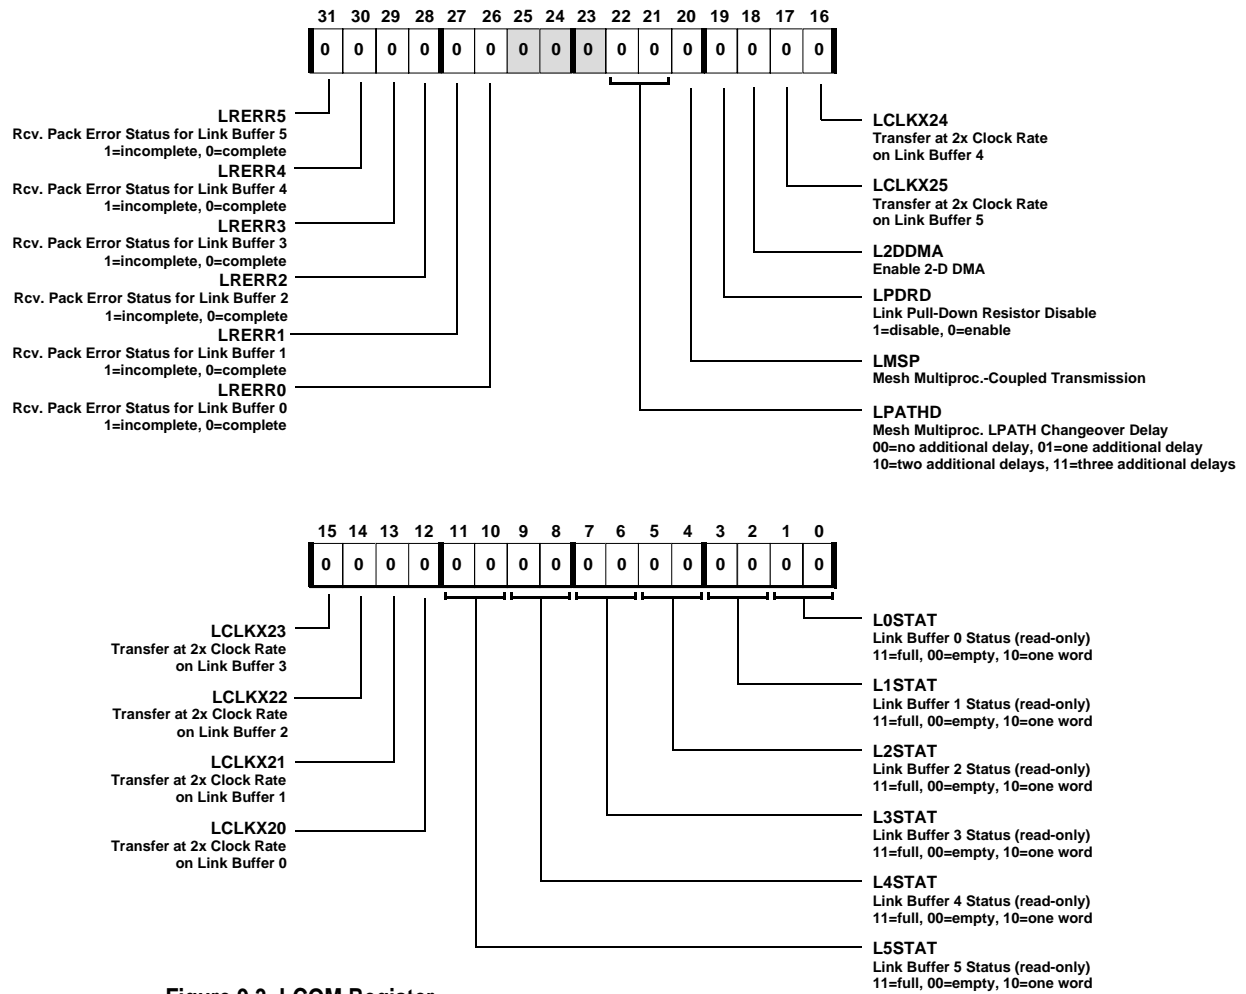 31 30 29 28 27 26 25 24 23 22 21 20 19 18 17 16
0 0 0 0 0 0 0 0 0 0 0 0 0 0 0 0
LRERR5
Rcv. Pack Error Status for Link Buffer 5
1=incomplete, 0=complete
LRERR4
Rcv. Pack Error Status for Link Buffer 4
1=incomplete, 0=complete
LRERR3
Rcv. Pack Error Status for Link Buffer 3
1=incomplete, 0=complete
LRERR2
Rcv. Pack Error Status for Link Buffer 2
1=incomplete, 0=complete
LRERR1
Rcv. Pack Error Status for Link Buffer 1
1=incomplete, 0=complete
LRERR0
Rcv. Pack Error Status for Link Buffer 0
1=incomplete, 0=complete
LCLKX24
Transfer at 2x Clock Rate
on Link Buffer 4
LCLKX25
Transfer at 2x Clock Rate
on Link Buffer 5
L2DDMA
Enable 2-D DMA
LPDRD
Link Pull-Down Resistor Disable
1=disable, 0=enable
LMSP
Mesh Multiproc.-Coupled Transmission
LPATHD
Mesh Multiproc. LPATH Changeover Delay
00=no additional delay, 01=one additional delay
10=two additional delays, 11=three additional delays
15 14 13 12 11 10 9 8 7 6 5 4 3 2 1 0
0 0 0 0 0 0 0 0 0 0 0 0 0 0 0 0
LCLKX23
Transfer at 2x Clock Rate
on Link Buffer 3
LCLKX22
Transfer at 2x Clock Rate
on Link Buffer 2
LCLKX21
Transfer at 2x Clock Rate
on Link Buffer 1
LCLKX20
Transfer at 2x Clock Rate
on Link Buffer 0
L0STAT
Link Buffer 0 Status (read-only)
11=full, 00=empty, 10=one word
L1STAT
Link Buffer 1 Status (read-only)
11=full, 00=empty, 10=one word
L2STAT
Link Buffer 2 Status (read-only)
11=full, 00=empty, 10=one word
L3STAT
Link Buffer 3 Status (read-only)
11=full, 00=empty, 10=one word
L4STAT
Link Buffer 4 Status (read-only)
11=full, 00=empty, 10=one word
L5STAT
Link Buffer 5 Status (read-only)
11=full, 00=empty, 10=one word
Figure LCOM Register